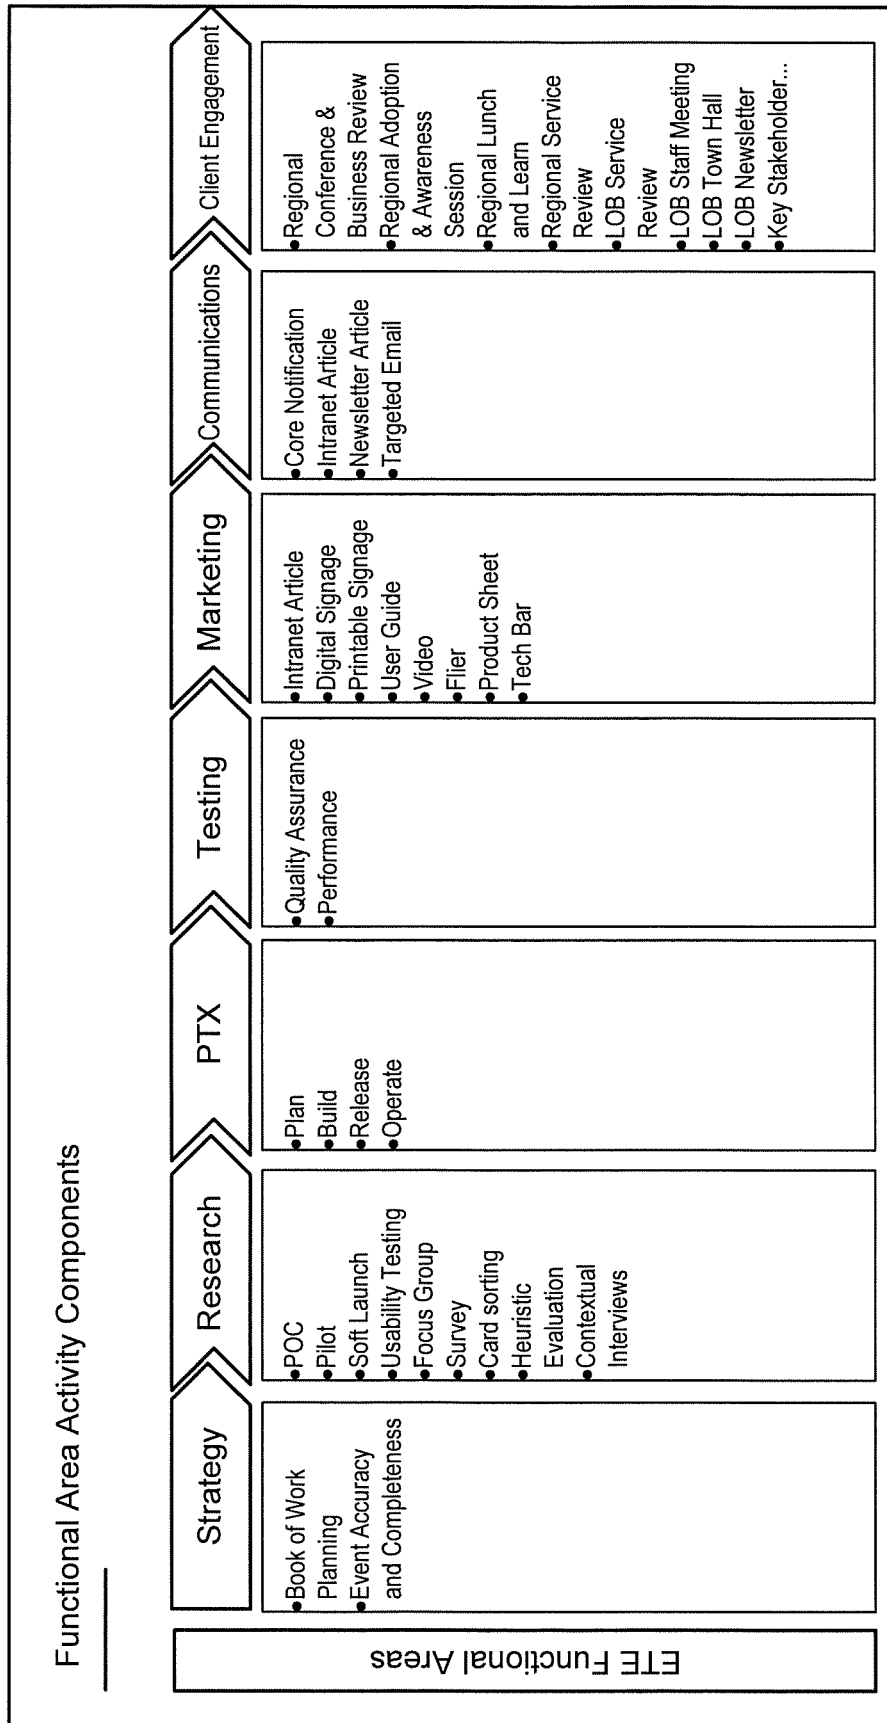 Functional Area Activity Components
ETE Functional Areas
Strategy
•Book of Work
Planning
•Event Accuracy
and Completeness
Research
•POC
•Pilot
•Soft Launch
•Usability Testing
•Focus Group
•Survey
•Card sorting
•Heuristic
Evaluation
•Contextual
Interviews
PTX
•Plan
•Build
•Release
•Operate
Testing
•Quality Assurance
•Performance
Marketing
•Intranet Article
•Digital Signage
•Printable Signage
•User Guide
•Video
•Flier
•Product Sheet
•Tech Bar
Communications
•Core Notification
•Intranet Article
•Newsletter Article
•Targeted Email
Client Engagement
•Regional
Conference &
Business Review
•Regional Adoption
& Awareness
Session
•Regional Lunch
and Learn
•Regional Service
Review
•LOB Service
Review
•LOB Staff Meeting
•LOB Town Hall
•LOB Newsletter
•Key Stakeholder...